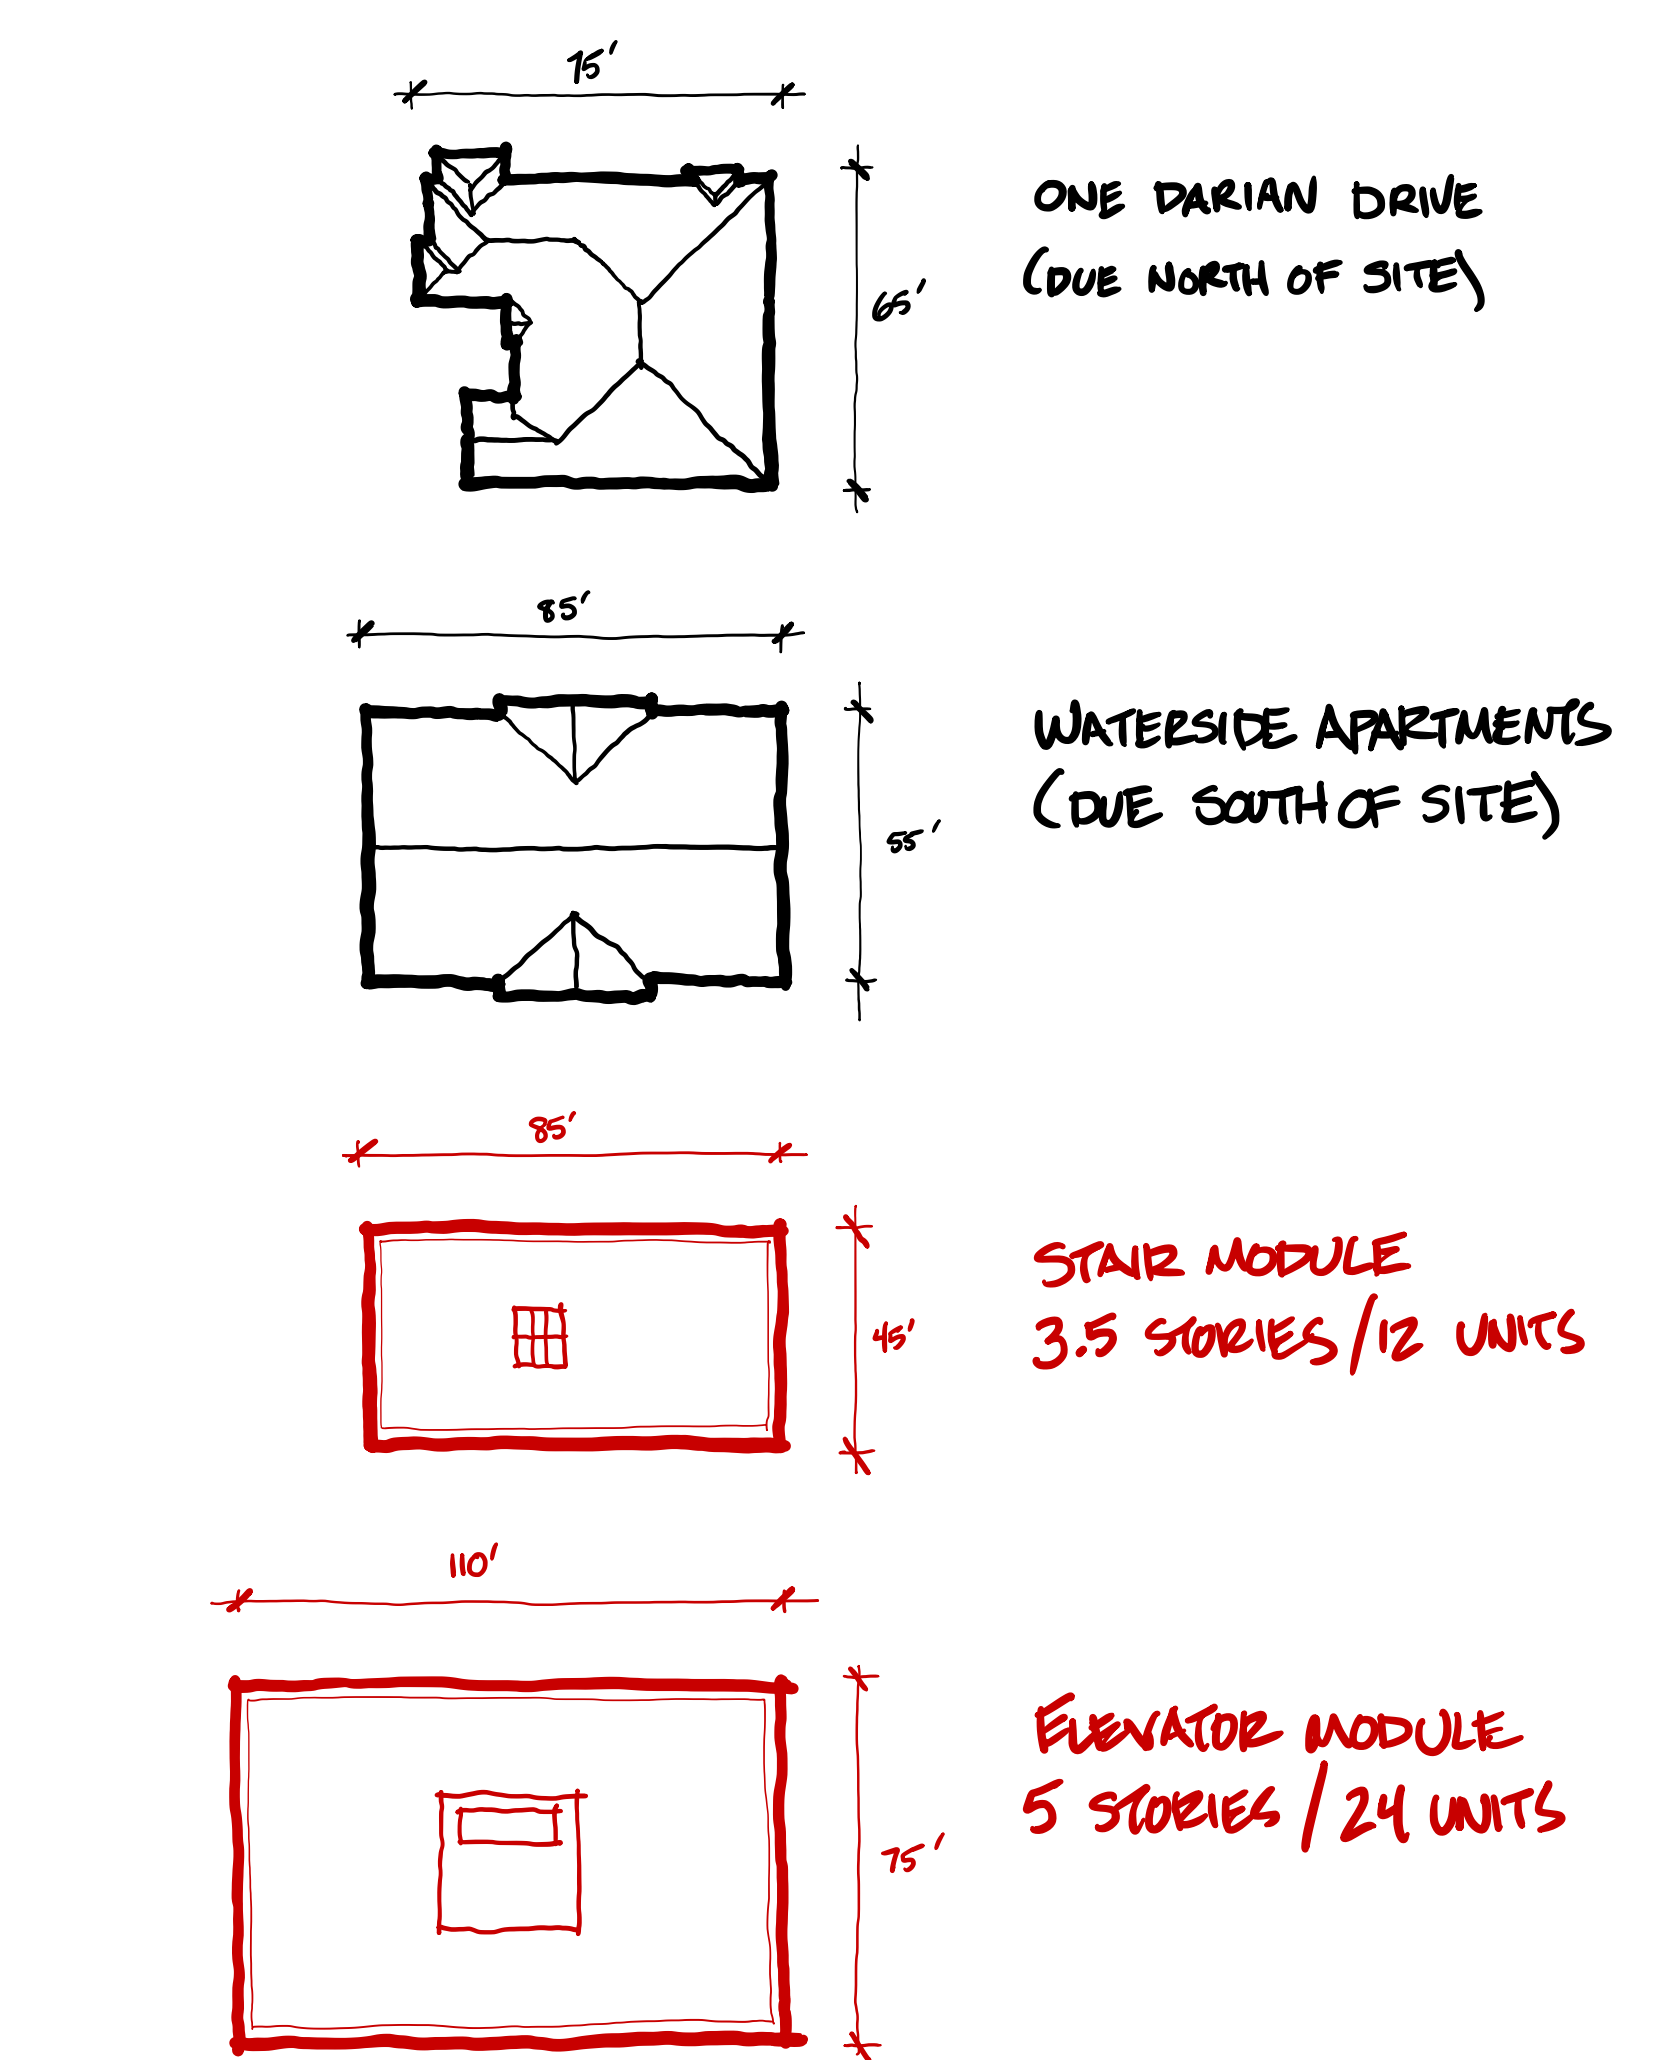 75'
ONE DARIAN DRIVE
(DUE NORTH OF SITE)
65'
85'
WATERSIDE APARTMENTS
(DUE SOUTH OF SITE)
55'
85'
STAIR MODULE
3.5 STORIES/12 UNITS
45'
110'
ELEVATOR MODULE
5 STORIES/24 UNITS
75'